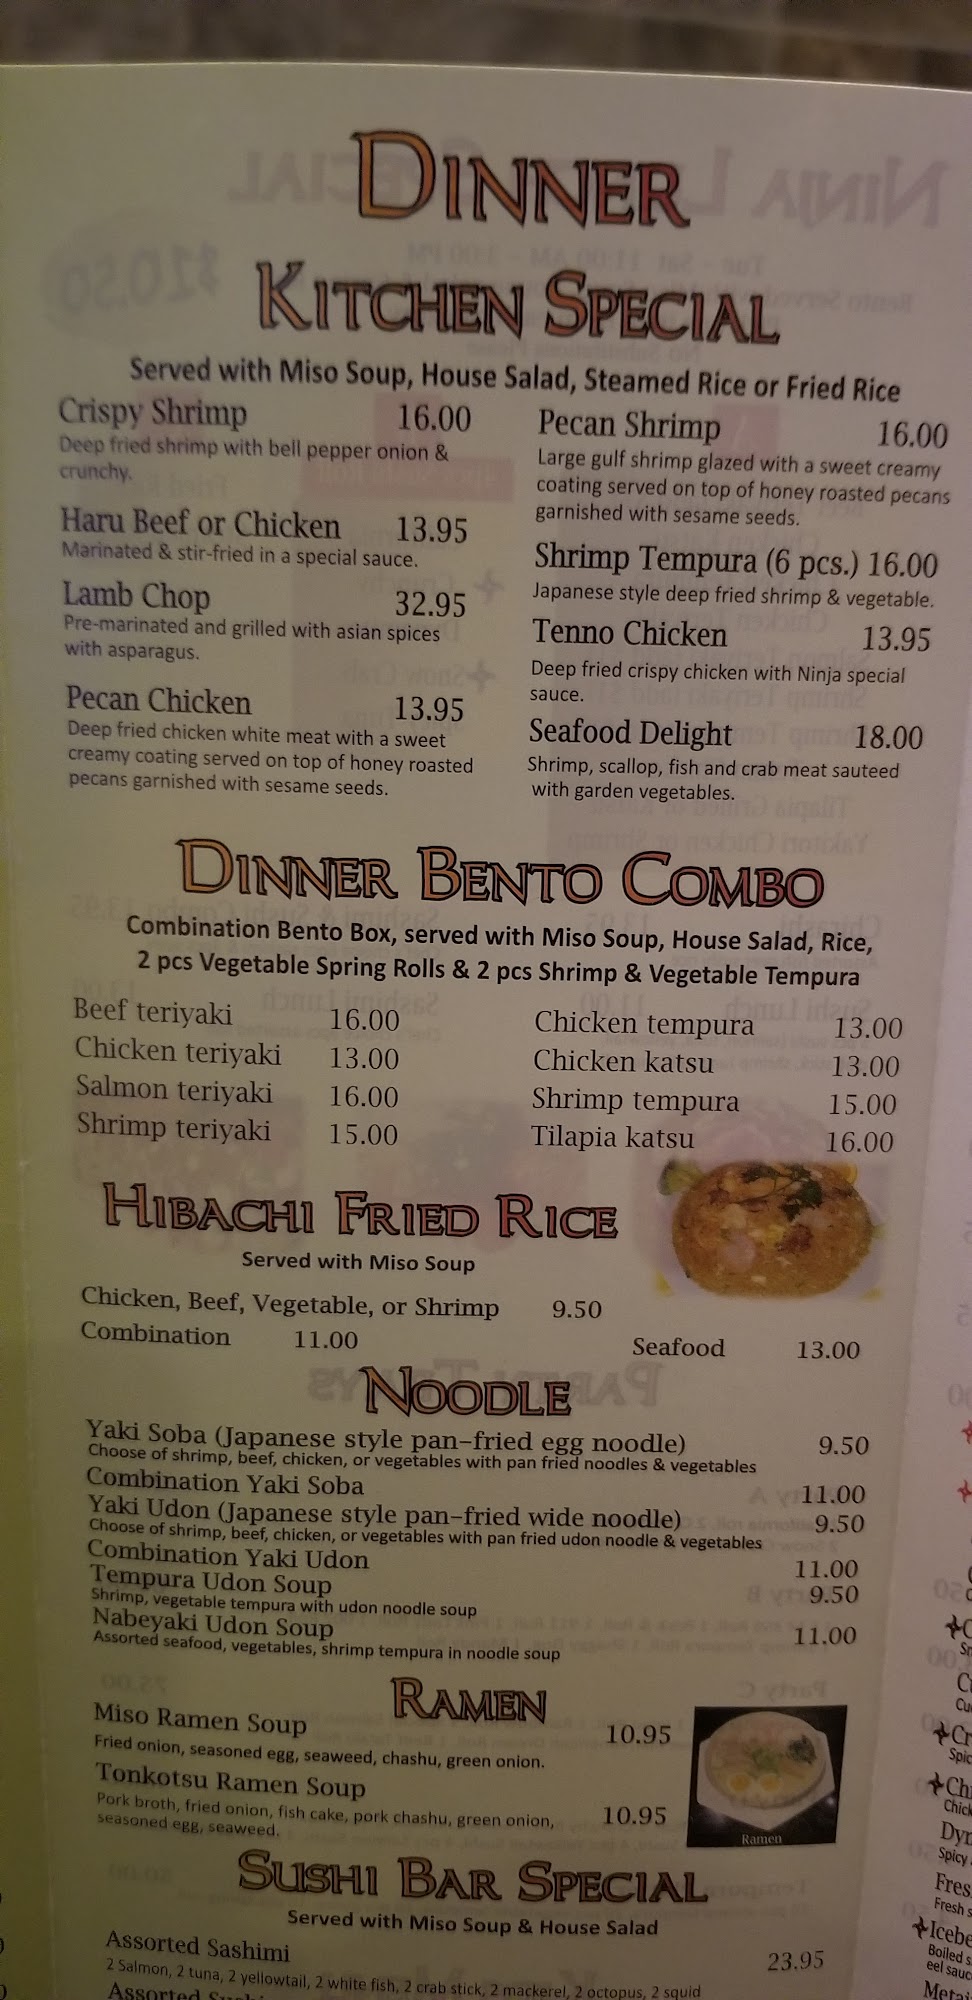 DINNER
KITCHEN SPECIAL
Served with Miso Soup, House Salad, Steamed Rice or Fried Rice
Crispy Shrimp 16.00
Deep fried shrimp with bell pepper onion &
crunchy.
Haru Beef or Chicken 13.95
Marinated & stir-fried in a special sauce.
Lamb Chop 32.95
Pre-marinated and grilled with asian spices
with asparagus.
Pecan Chicken 13.95
Deep fried chicken white meat with a sweet
creamy coating served on top of honey roasted
pecans garnished with sesame seeds.
Pecan Shrimp 16.00
Large gulf shrimp glazed with a sweet creamy
coating served on top of honey roasted pecans
garnished with sesame seeds.
Shrimp Tempura (6 pcs.) 16.00
Japanese style deep fried shrimp & vegetable.
Tenno Chicken 13.95
Deep fried crispy chicken with Ninja special
sauce.
Seafood Delight 18.00
Shrimp, scallop, fish and crab meat sauteed
with garden vegetables.
DINNER BENTO COMBO
Combination Bento Box, served with Miso Soup, House Salad, Rice,
2 pcs Vegetable Spring Rolls & 2 pcs Shrimp & Vegetable Tempura
Beef teriyaki 16.00
Chicken teriyaki 13.00
Salmon teriyaki 16.00
Shrimp teriyaki 15.00
Chicken tempura 13.00
Chicken katsu 13.00
Shrimp tempura 15.00
Tilapia katsu 16.00
HIBACHI FRIED RICE
Served with Miso Soup
Chicken, Beef, Vegetable, or Shrimp 9.50
Combination 11.00
Seafood 13.00
NOODLE
Yaki Soba (Japanese style pan-fried egg noodle) 9.50
Choose of shrimp, beef, chicken, or vegetables with pan fried noodles & vegetables
Combination Yaki Soba 11.00
Yaki Udon (Japanese style pan-fried wide noodle) 9.50
Choose of shrimp, beef, chicken, or vegetables with pan fried udon noodle & vegetables
Combination Yaki Udon 11.00
Tempura Udon Soup 9.50
Shrimp, vegetable tempura with udon noodle soup
Nabeyaki Udon Soup 11.00
Assorted seafood, vegetables, shrimp tempura in noodle soup
RAMEN
Miso Ramen Soup 10.95
Fried onion, seasoned egg, seaweed, chashu, green onion.
Tonkotsu Ramen Soup
Pork broth, fried onion, fish cake, pork chashu, green onion, 10.95
seasoned egg, seaweed.
Ramen
SUSHI BAR SPECIAL
Served with Miso Soup & House Salad
Assorted Sashimi 23.95
2 Salmon, 2 tuna, 2 yellowtail, 2 white fish, 2 crab stick, 2 mackerel, 2 octopus, 2 squid
Assorted